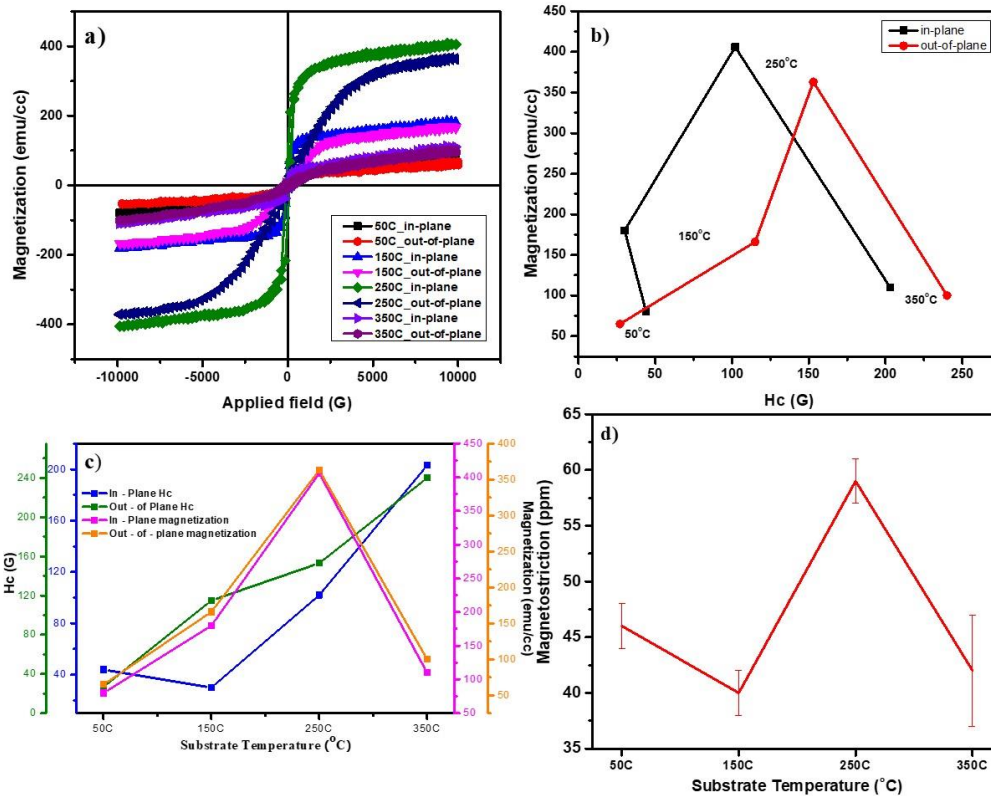 a)
400
200
0
-200
-400
Magnetization (emu/cc)
50C_in-plane
50C_out-of-plane
150C_in-plane
150C_out-of-plane
250C_in-plane
250C_out-of-plane
350C_in-plane
350C_out-of-plane
-10000 -5000 0 5000 10000
Applied field (G)
b)
in-plane
out-of-plane
450
400
350
300
250
200
150
100
50
Magnetization (emu/cc)
250°C
150°C
50°C
350°C
0 50 100 150 200 250
Hc (G)
c)
In - Plane Hc
Out - of Plane Hc
In - Plane magnetization
Out - of - plane magnetization
Hc (G)
240
200
160
120
80
40
0
200
160
120
80
40
450
400
350
300
250
200
150
100
50
400
350
300
250
200
150
100
50
Magnetization (emu/cc)
50C 150C 250C 350C
Substrate Temperature (°C)
d)
65
60
55
50
45
40
35
Magnetostriction (ppm)
50C 150C 250C 350C
Substrate Temperature (°C)